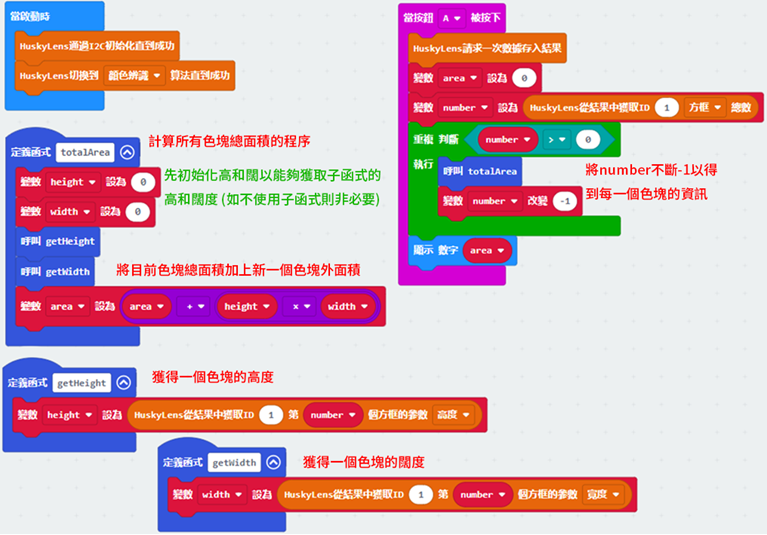 當啟動時
HuskyLens通過I2C初始化直到成功
HuskyLens切換到 顏色辨識 算法直到成功
定義函式 totalArea
計算所有色塊總面積的程序
變數 height 設為 0
先初始化高和闊以能夠獲取子函式的
高和闊度 (如不使用子函式則非必要)
變數 width 設為 0
呼叫 getHeight
呼叫 getWidth
將目前色塊總面積加上新一個色塊外面積
變數 area 設為 area + height x width
當按鈕 A 被按下
HuskyLens請求一次數據存入結果
變數 area 設為 0
變數 number 設為 HuskyLens從結果中獲取ID 1 方框 總數
重複 判斷 number > 0
執行
呼叫 totalArea
變數 number 改變 -1
將number不斷-1以得
到每一個色塊的資訊
顯示 數字 area
定義函式 getHeight
獲得一個色塊的高度
變數 height 設為 HuskyLens從結果中獲取ID 1 第 number 個方框的參數 高度
定義函式 getWidth
獲得一個色塊的闊度
變數 width 設為 HuskyLens從結果中獲取ID 1 第 number 個方框的參數 寬度